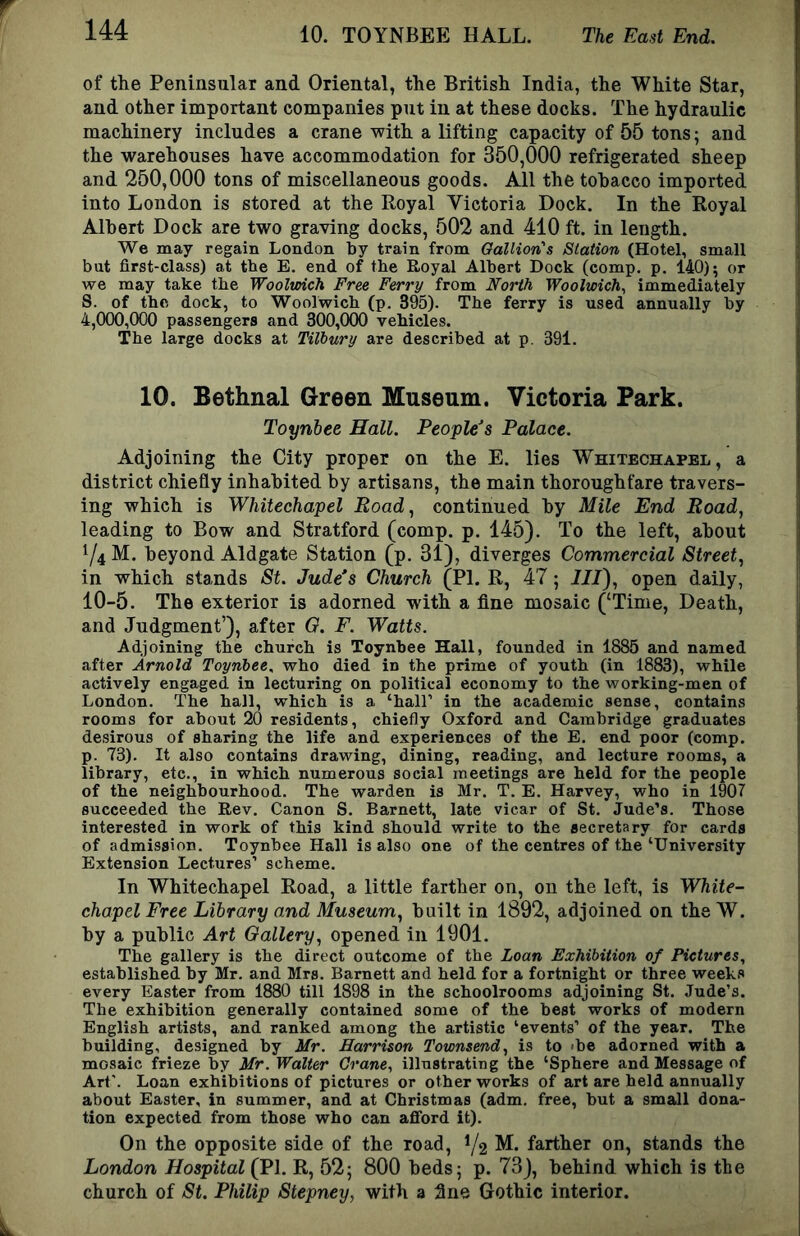 144 10. TOYNBEE HALL. The East End.
of the Peninsular and Oriental, the British India, the White Star,
and other important companies put in at these docks. The hydraulic
machinery includes a crane with a lifting capacity of 55 tons; and
the warehouses have accommodation for 350,000 refrigerated sheep
and 250,000 tons of miscellaneous goods. All the tobacco imported
into London is stored at the Royal Victoria Dock. In the Royal
Albert Dock are two graving docks, 502 and 410 ft. in length.
We may regain London by train from Gallion's Station (Hotel, small
but first-class) at the E. end of the Royal Albert Dock (comp. p. 140); or
we may take the Woolwich Free Ferry from North Woolwich, immediately
S. of the dock, to Woolwich (p. 395). The ferry is used annually by
4,000,000 passengers and 300,000 vehicles.
The large docks at Tilbury are described at p. 391.
10. Bethnal Green Museum. Victoria Park.
Toynbee Hall. People's Palace.
Adjoining the City proper on the E. lies WHITECHAPEL, a
district chiefly inhabited by artisans, the main thoroughfare travers-
ing which is Whitechapel Road, continued by Mile End Road,
leading to Bow and Stratford (comp. p. 145). To the left, about
1/4 M. beyond Aldgate Station (p. 31), diverges Commercial Street,
in which stands St. Jude's Church (Pl. R, 47; III), open daily,
10-5. The exterior is adorned with a fine mosaic ('Time, Death,
and Judgment'), after G. F. Watts.
Adjoining the church is Toynbee Hall, founded in 1885 and named
after Arnold Toynbee, who died in the prime of youth (in 1883), while
actively engaged in lecturing on political economy to the working-men of
London. The hall, which is a 'hall' in the academic sense, contains
rooms for about 20 residents, chiefly Oxford and Cambridge graduates
desirous of sharing the life and experiences of the E. end poor (comp.
p. 73). It also contains drawing, dining, reading, and lecture rooms, a
library, etc., in which numerous social meetings are held for the people
of the neighbourhood. The warden is Mr. T. E. Harvey, who in 1907
succeeded the Rev. Canon S. Barnett, late vicar of St. Jude's. Those
interested in work of this kind should write to the secretary for cards
of admission. Toynbee Hall is also one of the centres of the 'University
Extension Lectures' scheme.
In Whitechapel Road, a little farther on, on the left, is White-
chapel Free Library and Museum, built in 1892, adjoined on the W.
by a public Art Gallery, opened in 1901.
The gallery is the direct outcome of the Loan Exhibition of Pictures,
established by Mr. and Mrs. Barnett and held for a fortnight or three weeks
every Easter from 1880 till 1898 in the schoolrooms adjoining St. Jude's.
The exhibition generally contained some of the best works of modern
English artists, and ranked among the artistic 'events' of the year. The
building, designed by Mr. Harrison Townsend, is to be adorned with a
mosaic frieze by Mr. Walter Crane, illustrating the 'Sphere and Message of
Art'. Loan exhibitions of pictures or other works of art are held annually
about Easter, in summer, and at Christmas (adm. free, but a small dona-
tion expected from those who can afford it).
On the opposite side of the road, 1/2 M. farther on, stands the
London Hospital (Pl. R, 52; 800 beds; p. 73), behind which is the
church of St. Philip Stepney, with a fine Gothic interior.